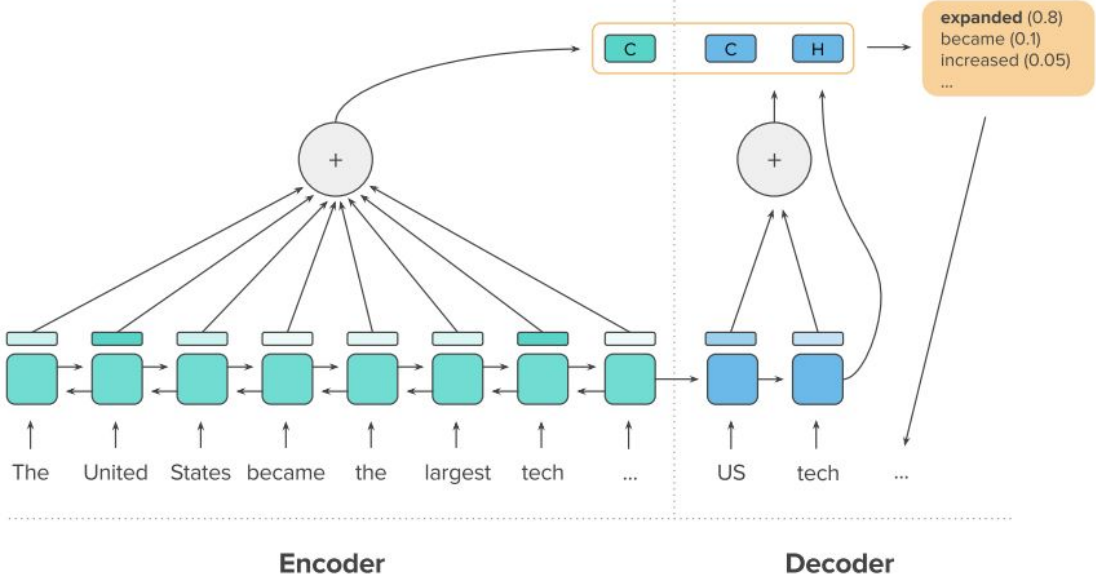 expanded (0.8)
became (0.1)
increased (0.05)
...
C
C
H
+
+
The United States became the largest tech ...
US tech ...
Encoder
Decoder